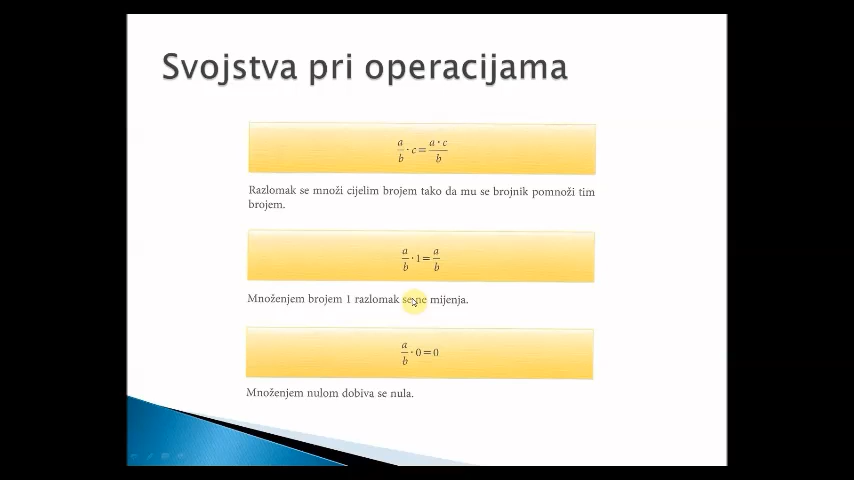 Svojstva pri operacijama
a/b · c = a · c/b
Razlomak se množi cijelim brojem tako da mu se brojnik pomnoži tim
brojem.
a/b · 1 = a/b
Množenjem brojem 1 razlomak se ne mijenja.
a/b · 0 = 0
Množenjem nulom dobiva se nula.